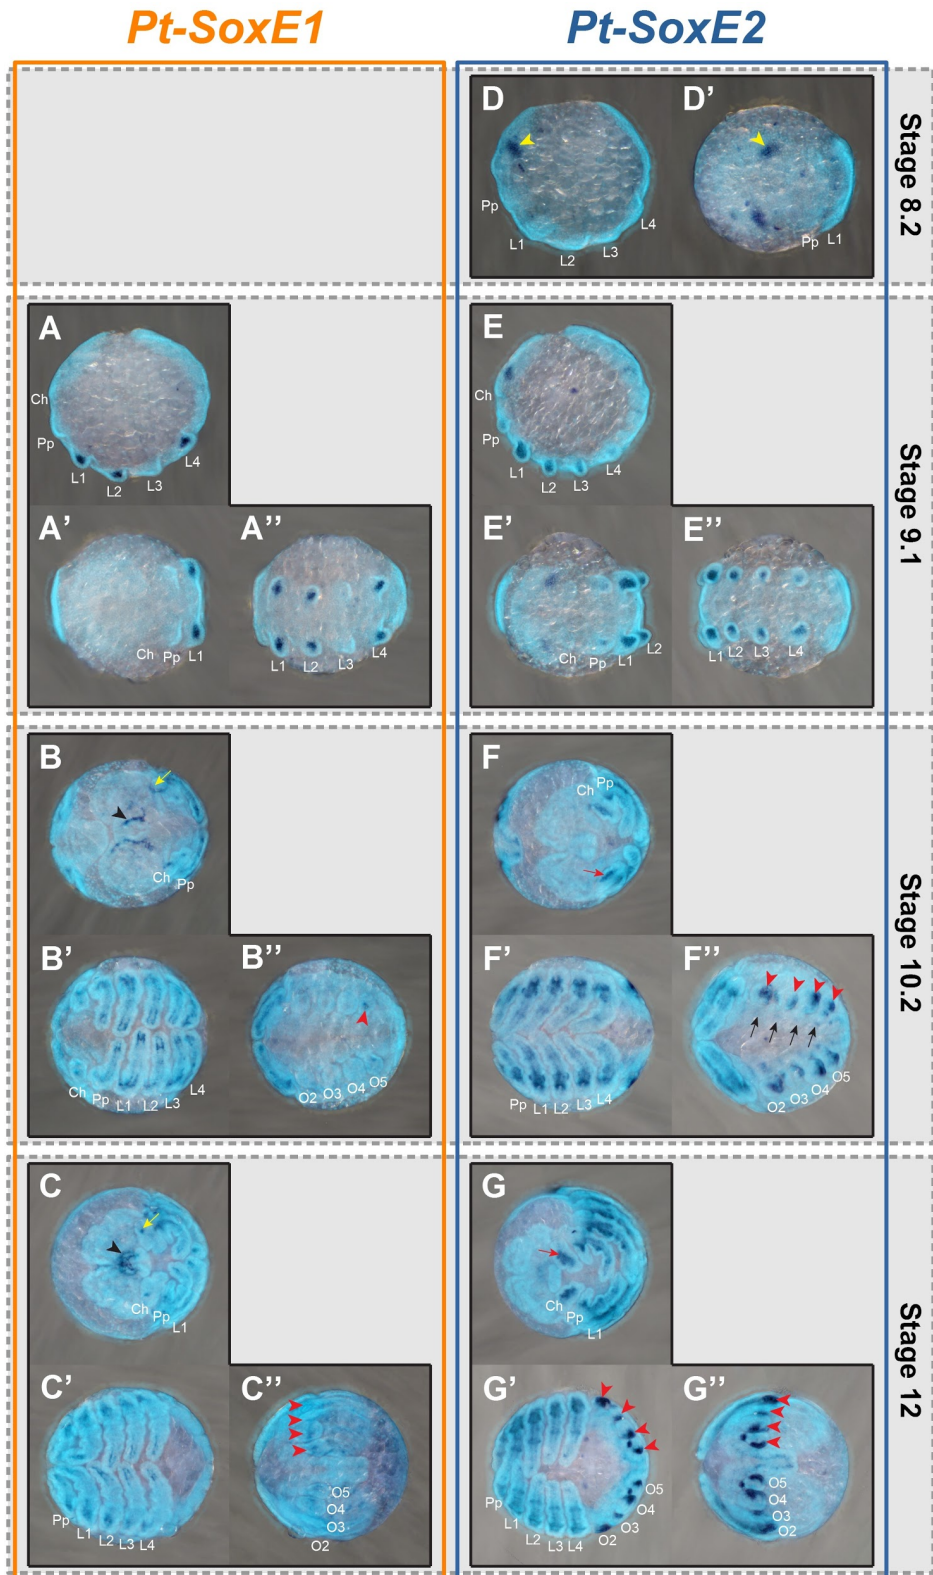 Pt-SoxE1
Pt-SoxE2
Stage 8.2
D
Pp
L1
L2
L3
L4
D’
Pp
L1
Stage 9.1
A
Ch
Pp
L1
L2
L3
L4
A’
Ch
Pp
L1
A’’
L1
L2
L3
L4
E
Ch
Pp
L1
L2
L3
L4
E’
Ch
Pp
L1
L2
E’’
L1
L2
L3
L4
Stage 10.2
B
Ch
Pp
B’
Ch
Pp
L1
L2
L3
L4
B’’
O2
O3
O4
O5
F
Ch
Pp
F’
Pp
L1
L2
L3
L4
F’’
O2
O3
O4
O5
Stage 12
C
Ch
Pp
L1
C’
Pp
L1
L2
L3
L4
C’’
O5
O4
O3
O2
G
Ch
Pp
L1
G’
Pp
L1
L2
L3
L4
O2
O3
O4
O5
G’’
O5
O4
O3
O2